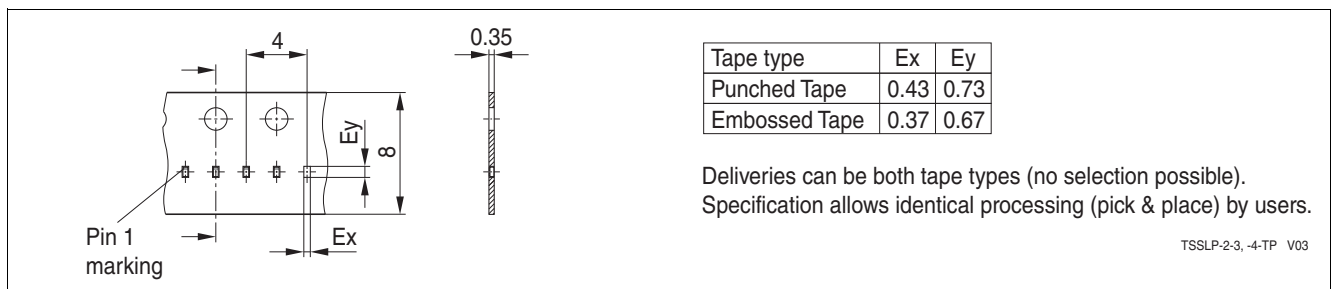 4
0.35
Ey
8
Pin 1
marking
Ex
Tape type Ex Ey
Punched Tape 0.43 0.73
Embossed Tape 0.37 0.67
Deliveries can be both tape types (no selection possible).
Specification allows identical processing (pick & place) by users.
TSSLP-2-3, -4-TP V03